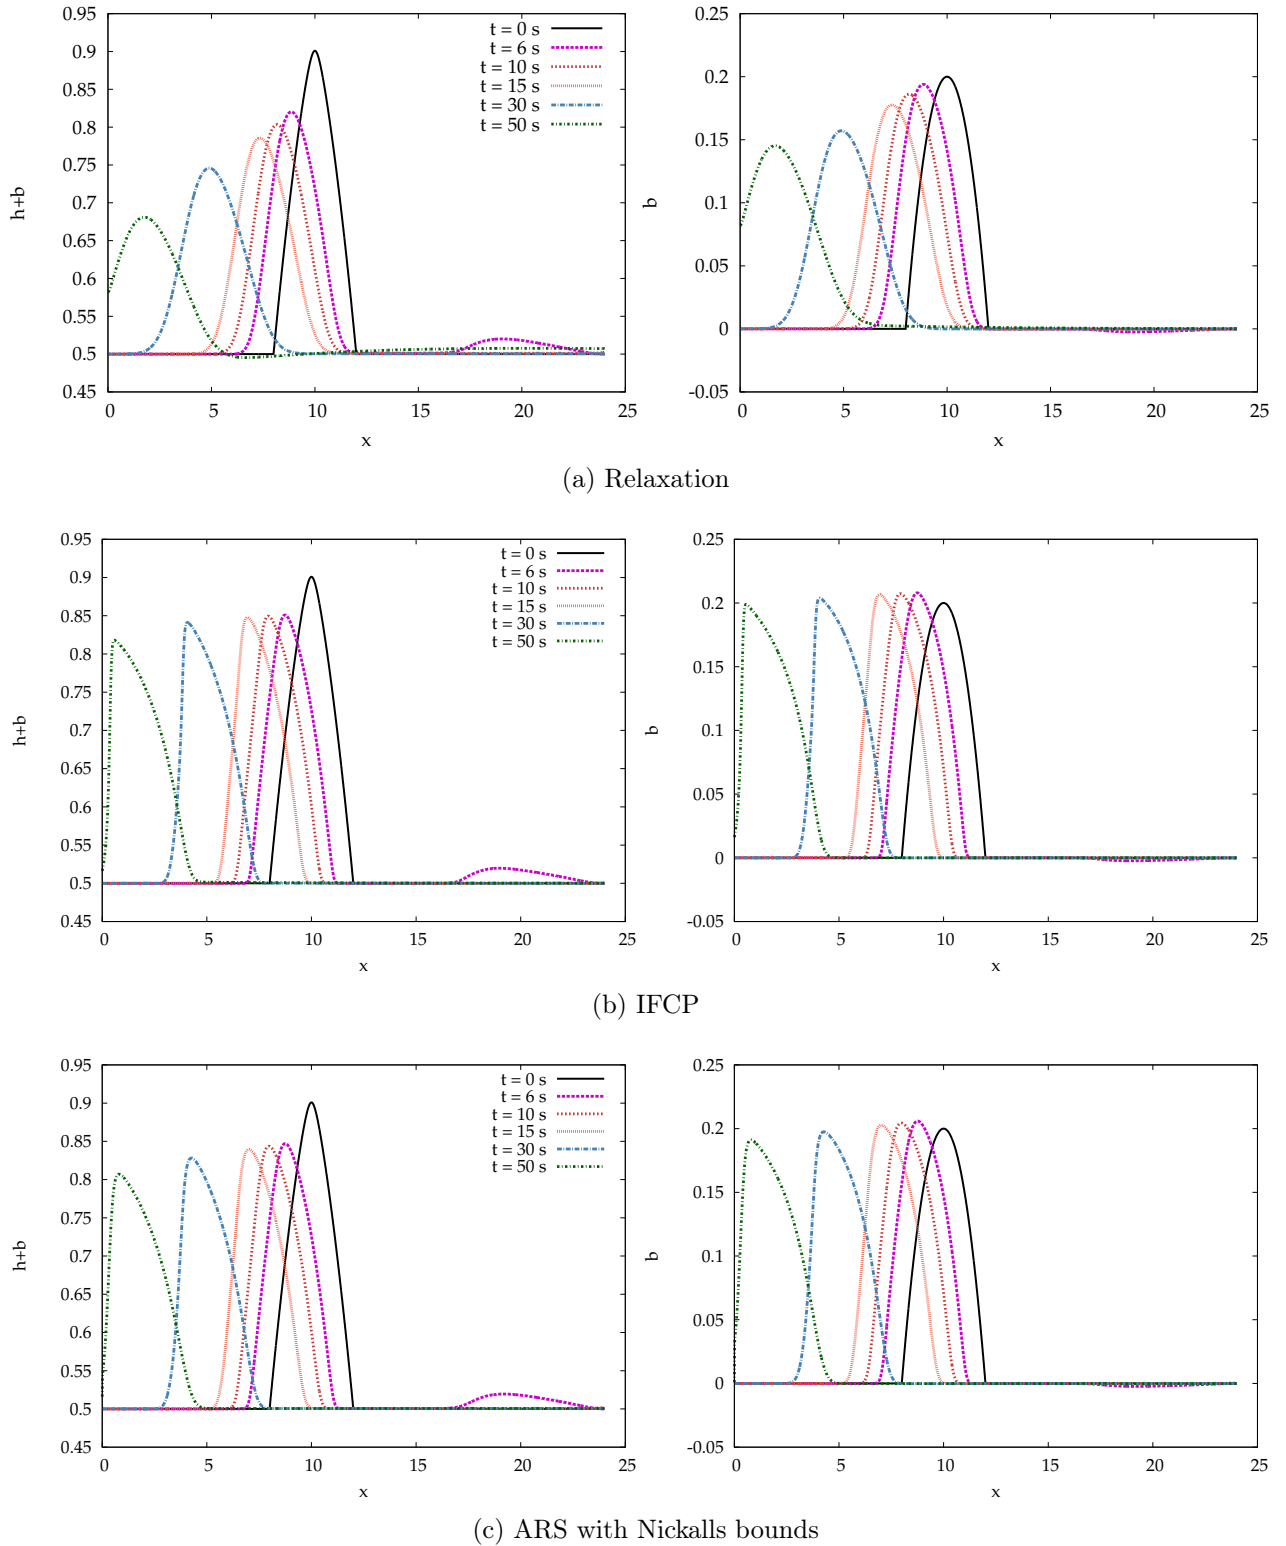 0.95
0.9
0.85
0.8
0.75
0.7
0.65
0.6
0.55
0.5
0.45
h+b
0 5 10 15 20 25
x
t = 0 s
t = 6 s
t = 10 s
t = 15 s
t = 30 s
t = 50 s
0.25
0.2
0.15
0.1
0.05
0
-0.05
b
0 5 10 15 20 25
x
(a) Relaxation
0.95
0.9
0.85
0.8
0.75
0.7
0.65
0.6
0.55
0.5
0.45
h+b
0 5 10 15 20 25
x
t = 0 s
t = 6 s
t = 10 s
t = 15 s
t = 30 s
t = 50 s
0.25
0.2
0.15
0.1
0.05
0
-0.05
b
0 5 10 15 20 25
x
(b) IFCP
0.95
0.9
0.85
0.8
0.75
0.7
0.65
0.6
0.55
0.5
0.45
h+b
0 5 10 15 20 25
x
t = 0 s
t = 6 s
t = 10 s
t = 15 s
t = 30 s
t = 50 s
0.25
0.2
0.15
0.1
0.05
0
-0.05
b
0 5 10 15 20 25
x
(c) ARS with Nickalls bounds